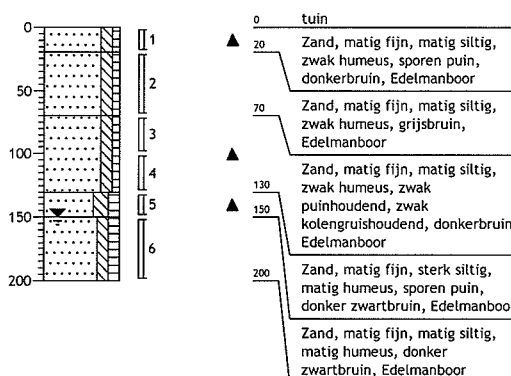 0
50
100
150
200
1
2
3
4
5
6
0 tuin
20 Zand, matig fijn, matig siltig,
zwak humeus, sporen puin,
donkerbruin, Edelmanboor
70 Zand, matig fijn, matig siltig,
zwak humeus, grijsbruin,
Edelmanboor
Zand, matig fijn, matig siltig,
130 zwak humeus, zwak
150 puinhoudend, zwak
kolengruishoudend, donkerbruin
Edelmanboor
200 Zand, matig fijn, sterk siltig,
matig humeus, sporen puin,
donker zwartbruin, Edelmanboo
Zand, matig fijn, matig siltig,
matig humeus, donker
zwartbruin, Edelmanboor